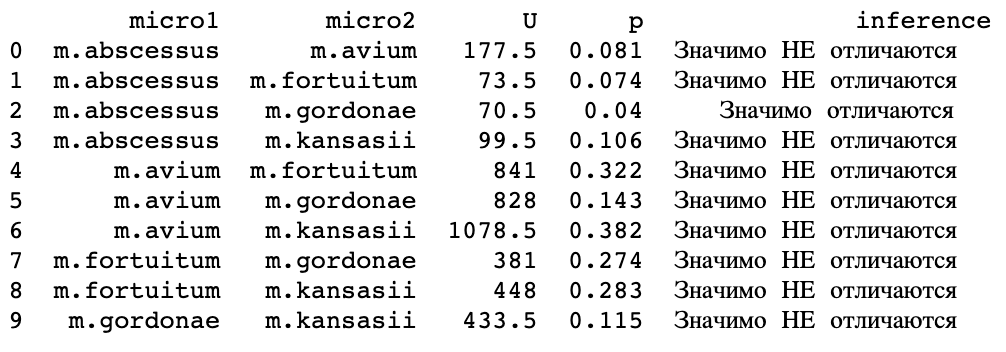 micro1 micro2 U p inference
0 m.abscessus m.avium 177.5 0.081 Значимо НЕ отличаются
1 m.abscessus m.fortuitum 73.5 0.074 Значимо НЕ отличаются
2 m.abscessus m.gordonae 70.5 0.04 Значимо отличаются
3 m.abscessus m.kansasii 99.5 0.106 Значимо НЕ отличаются
4 m.avium m.fortuitum 841 0.322 Значимо НЕ отличаются
5 m.avium m.gordonae 828 0.143 Значимо НЕ отличаются
6 m.avium m.kansasii 1078.5 0.382 Значимо НЕ отличаются
7 m.fortuitum m.gordonae 381 0.274 Значимо НЕ отличаются
8 m.fortuitum m.kansasii 448 0.283 Значимо НЕ отличаются
9 m.gordonae m.kansasii 433.5 0.115 Значимо НЕ отличаются